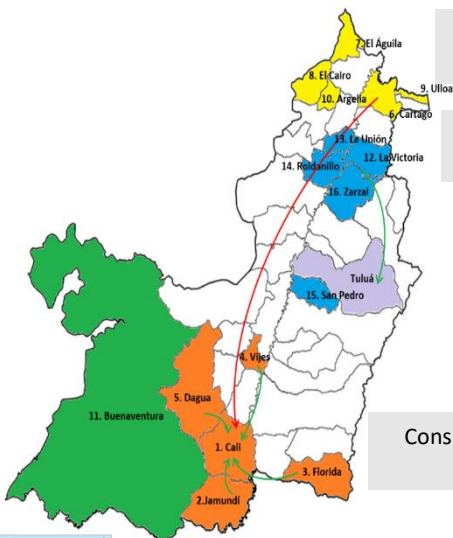 7. El Águila
8. El Cairo
9. Ulloa
10. Argelia
6. Cartago
13. La Unión
12. La Victoria
14. Roldanillo
16. Zarzal
Tuluá
15. San Pedro
4. Vijes
5. Dagua
11. Buenaventura
1. Cali
Cons
3. Florida
2.Jamundí